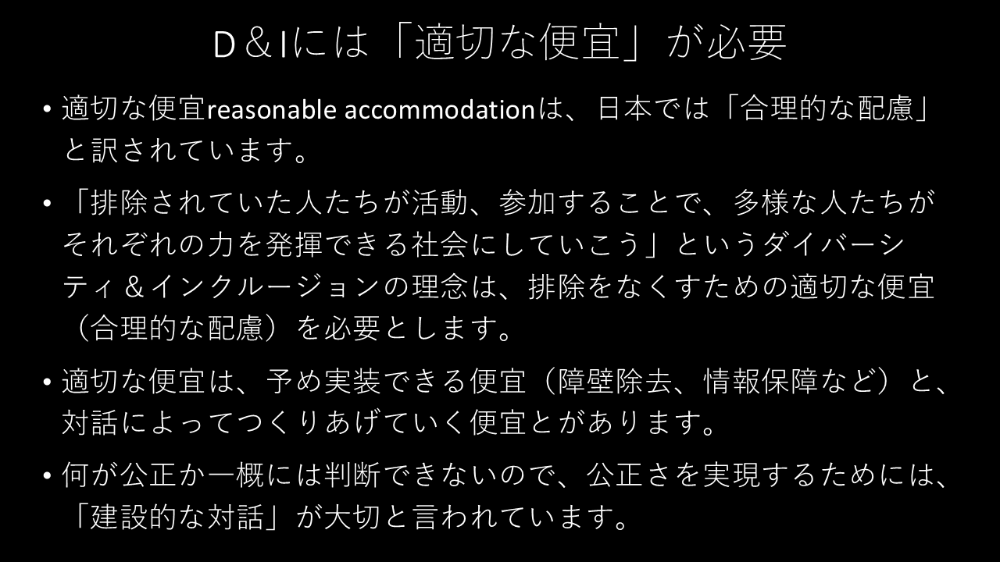 D＆Iには「適切な便宜」が必要
• 適切な便宜reasonable accommodationは、日本では「合理的な配慮」
と訳されています。
• 「排除されていた人たちが活動、参加することで、多様な人たちが
それぞれの力を発揮できる社会にしていこう」というダイバーシ
ティ＆インクルージョンの理念は、排除をなくすための適切な便宜
（合理的な配慮）を必要とします。
• 適切な便宜は、予め実装できる便宜（障壁除去、情報保障など）と、
対話によってつくりあげていく便宜とがあります。
• 何が公正か一概には判断できないので、公正さを実現するためには、
「建設的な対話」が大切と言われています。